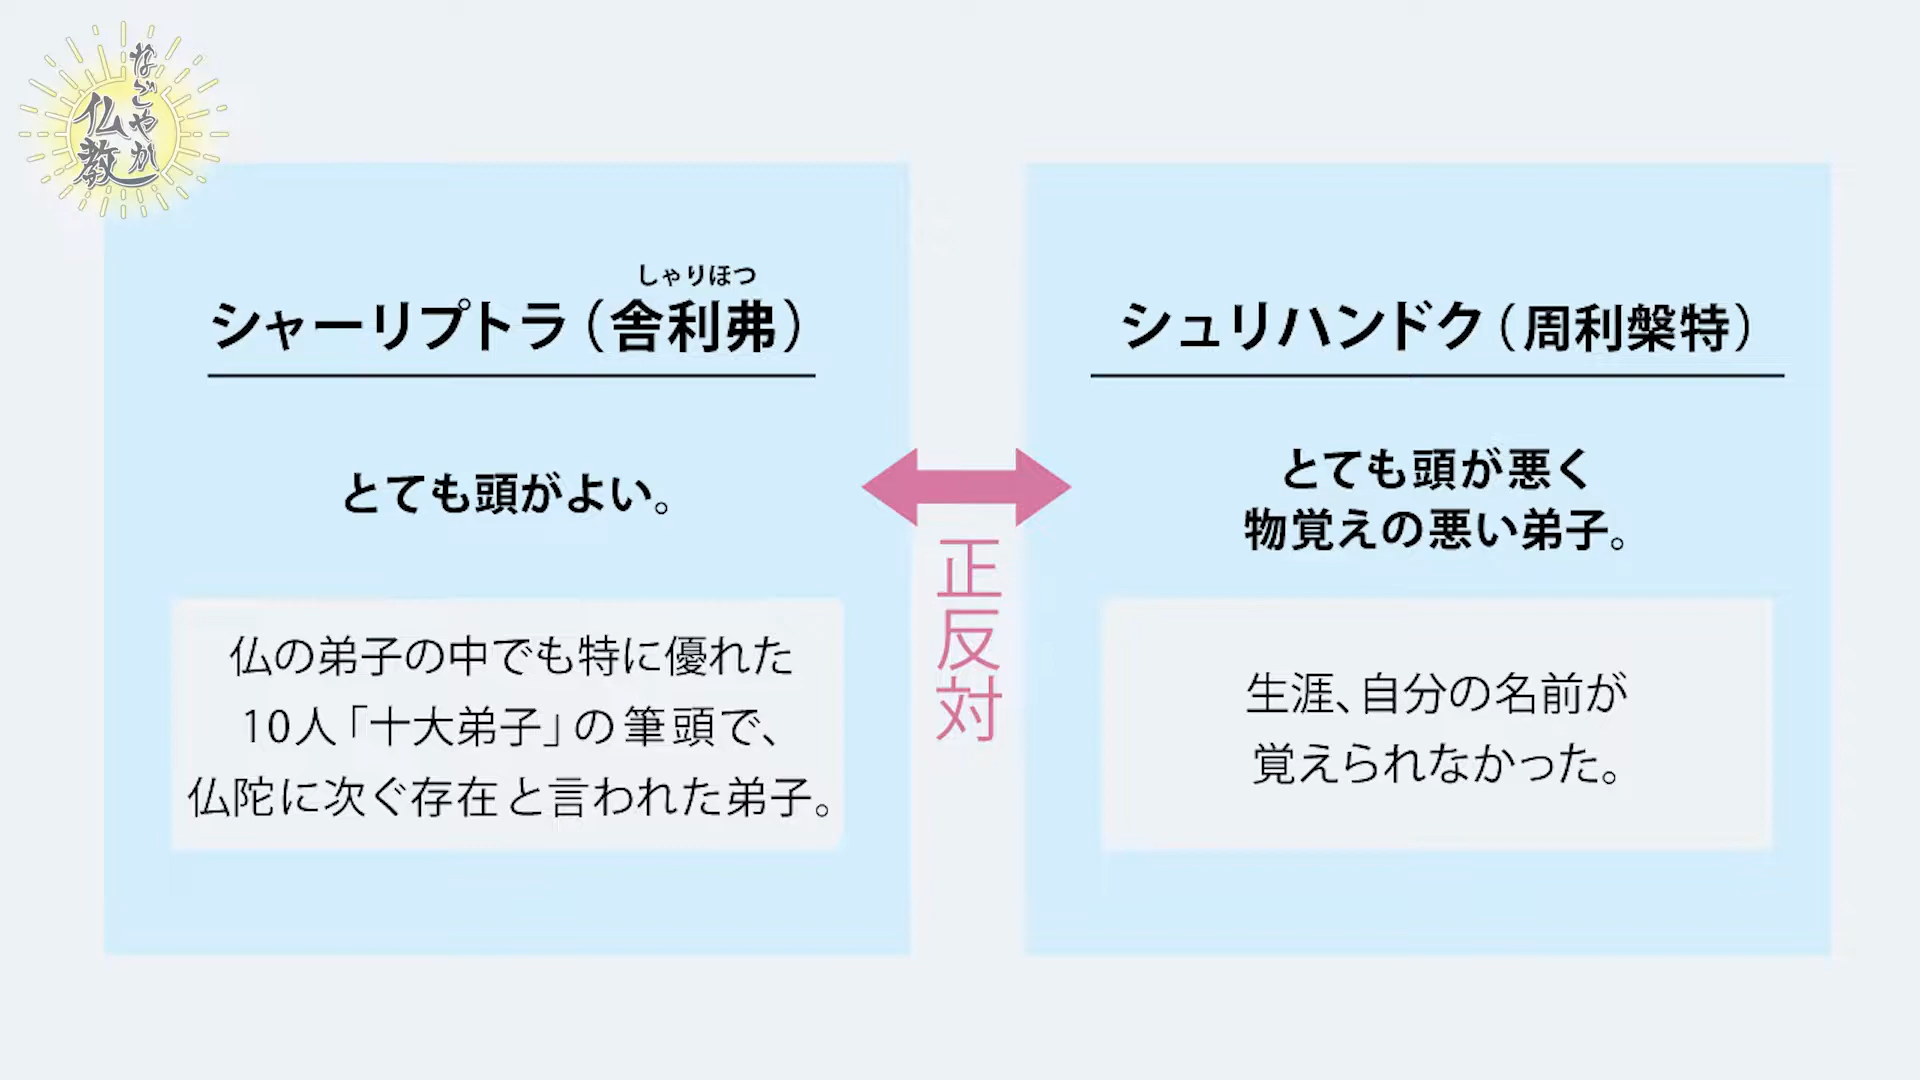 なごやか
仏教
しゃりほつ
シャーリプトラ（舎利弗）
とても頭がよい。
仏の弟子の中でも特に優れた
10人「十大弟子」の筆頭で、
仏陀に次ぐ存在と言われた弟子。
正反対
シュリハンドク（周利槃特）
とても頭が悪く
物覚えの悪い弟子。
生涯、自分の名前が
覚えられなかった。